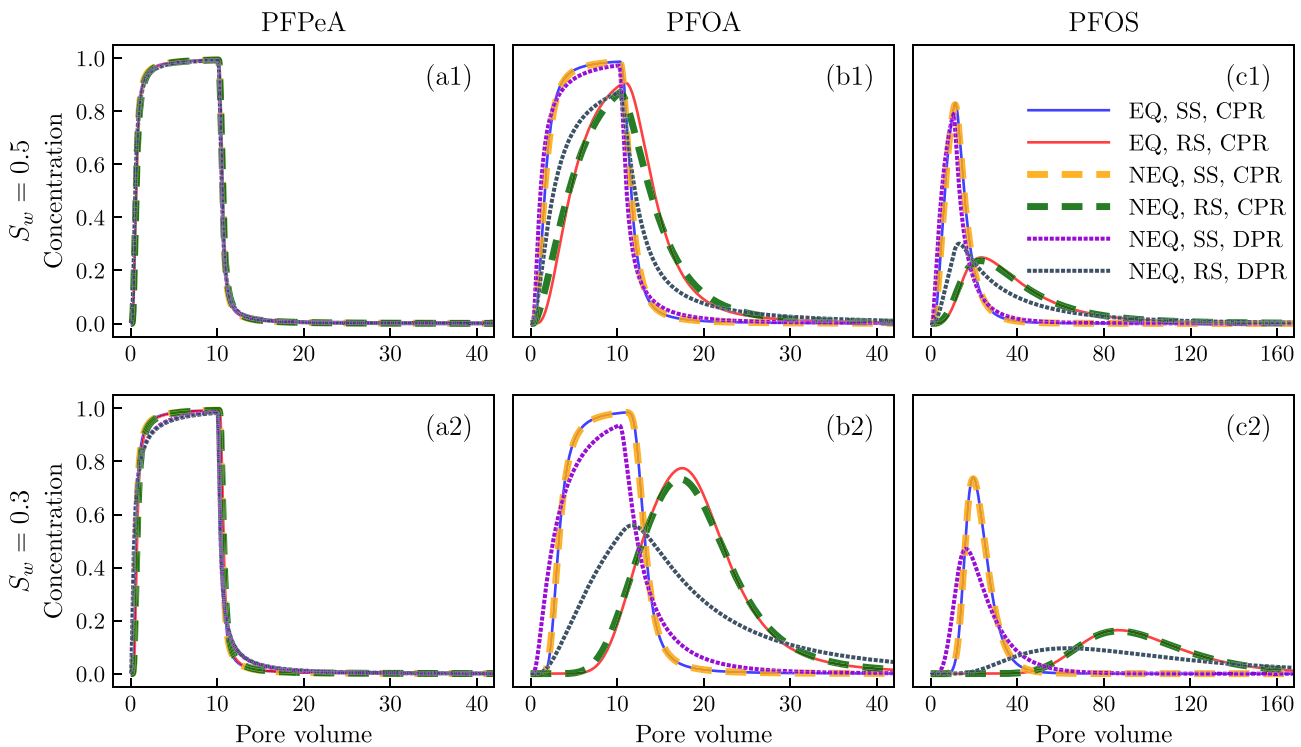 PFPeA PFOA PFOS
S_w = 0.5
Concentration
1.0
0.8
0.6
0.4
0.2
0.0
(a1) (b1) (c1)
EQ, SS, CPR
EQ, RS, CPR
NEQ, SS, CPR
NEQ, RS, CPR
NEQ, SS, DPR
NEQ, RS, DPR
0 10 20 30 40 0 10 20 30 40 0 40 80 120 160
S_w = 0.3
Concentration
1.0
0.8
0.6
0.4
0.2
0.0
(a2) (b2) (c2)
0 10 20 30 40 0 10 20 30 40 0 40 80 120 160
Pore volume Pore volume Pore volume